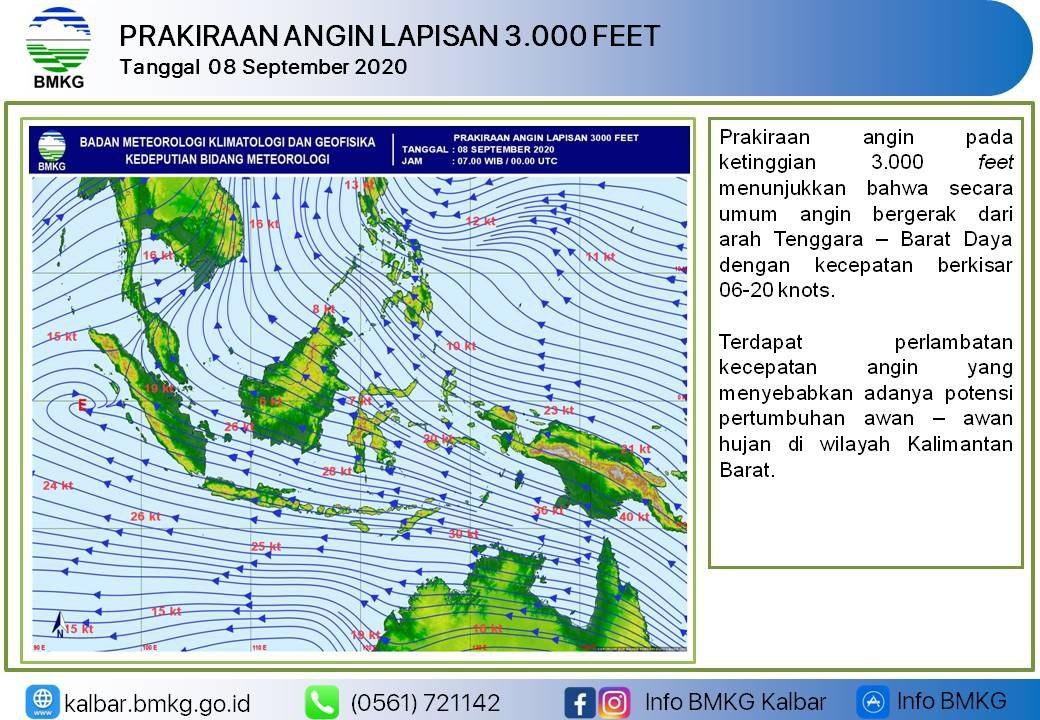 BMKG
PRAKIRAAN ANGIN LAPISAN 3.000 FEET
Tanggal 08 September 2020
BMKG
BADAN METEOROLOGI KLIMATOLOGI DAN GEOFISIKA
KEDEPUTIAN BIDANG METEOROLOGI
PRAKIRAAN ANGIN LAPISAN 3000 FEET
TANGGAL : 08 SEPTEMBER 2020
JAM : 07.00 WIB / 00.00 UTC
13 kt
16 kt
12 kt
16 kt
11 kt
8 kt
15 kt
10 kt
19 kt
E
7 kt
23 kt
26 kt
20 kt
31 kt
28 kt
24 kt
36 kt
40 kt
26 kt
30 kt
25 kt
15 kt
15 kt
19 kt
18 kt
N
90 E
100 E
110 E
Prakiraan angin pada
ketinggian 3.000 feet
menunjukkan bahwa secara
umum angin bergerak dari
arah Tenggara – Barat Daya
dengan kecepatan berkisar
06-20 knots.
Terdapat perlambatan
kecepatan angin yang
menyebabkan adanya potensi
pertumbuhan awan – awan
hujan di wilayah Kalimantan
Barat.
kalbar.bmkg.go.id
(0561) 721142
Info BMKG Kalbar
Info BMKG